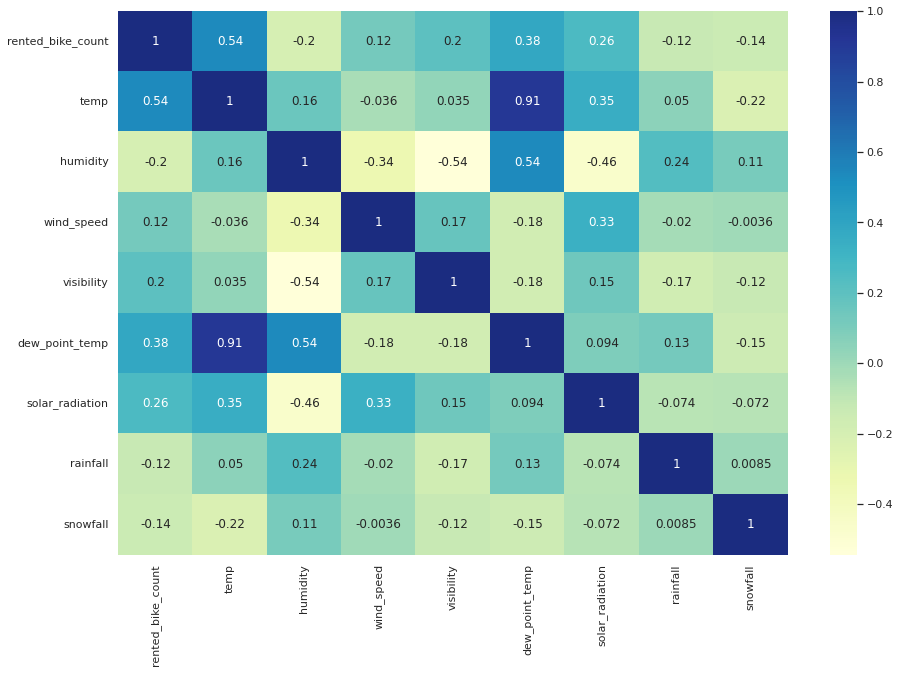 rented_bike_count 1 0.54 -0.2 0.12 0.2 0.38 0.26 -0.12 -0.14
temp 0.54 1 0.16 -0.036 0.035 0.91 0.35 0.05 -0.22
humidity -0.2 0.16 1 -0.34 -0.54 0.54 -0.46 0.24 0.11
wind_speed 0.12 -0.036 -0.34 1 0.17 -0.18 0.33 -0.02 -0.0036
visibility 0.2 0.035 -0.54 0.17 1 -0.18 0.15 -0.17 -0.12
dew_point_temp 0.38 0.91 0.54 -0.18 -0.18 1 0.094 0.13 -0.15
solar_radiation 0.26 0.35 -0.46 0.33 0.15 0.094 1 -0.074 -0.072
rainfall -0.12 0.05 0.24 -0.02 -0.17 0.13 -0.074 1 0.0085
snowfall -0.14 -0.22 0.11 -0.0036 -0.12 -0.15 -0.072 0.0085 1
rented_bike_count temp humidity wind_speed visibility dew_point_temp solar_radiation rainfall snowfall
1.0
0.8
0.6
0.4
0.2
0.0
−0.2
−0.4